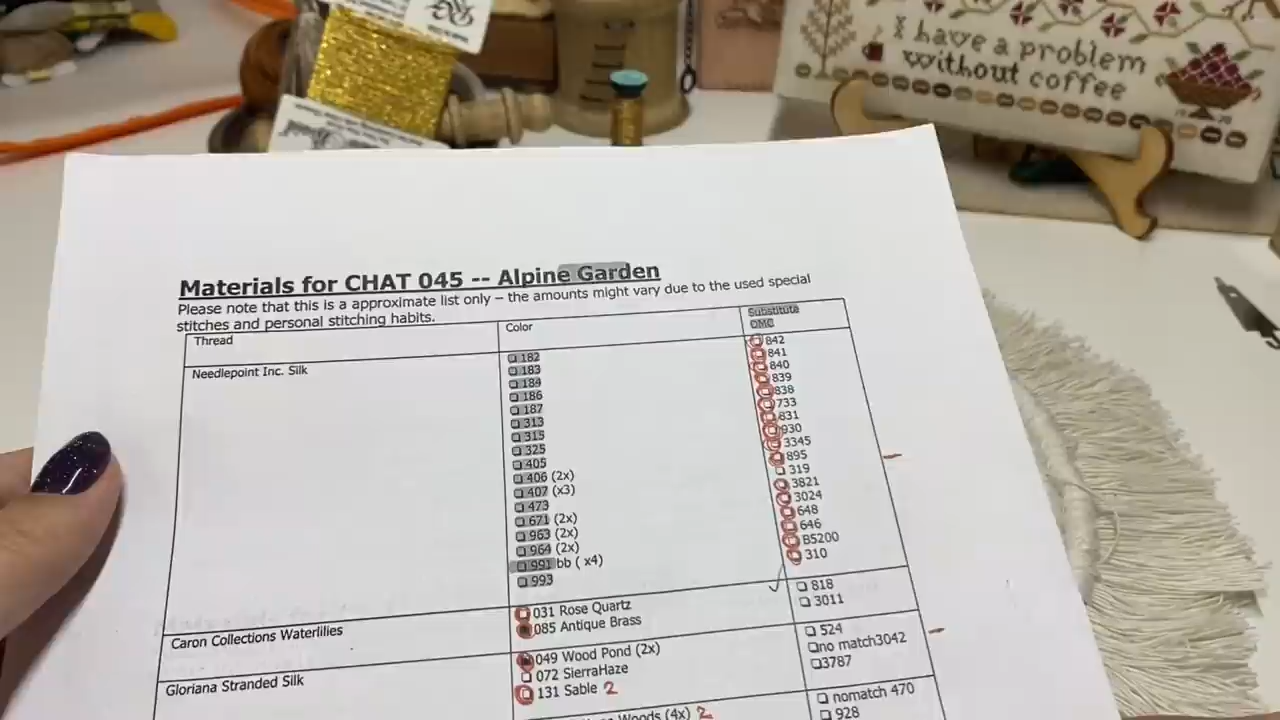 I have a problem
without coffee
Materials for CHAT 045 -- Alpine Garden
Please note that this is a approximate list only – the amounts might vary due to the used special
stitches and personal stitching habits.
Thread
Color
Substitute
DMC
Needlepoint Inc. Silk
182
183
184
186
187
313
315
325
405
406 (2x)
407 (x3)
473
671 (2x)
963 (2x)
964 (2x)
991 bb ( x4)
993
842
841
840
839
838
733
831
930
3345
895
319
3821
3024
648
646
B5200
310
Caron Collections Waterlilies
031 Rose Quartz
085 Antique Brass
818
3011
Gloriana Stranded Silk
049 Wood Pond (2x)
072 SierraHaze
131 Sable 2
524
no match3042
3787
Woods (4x) 2
nomatch 470
928